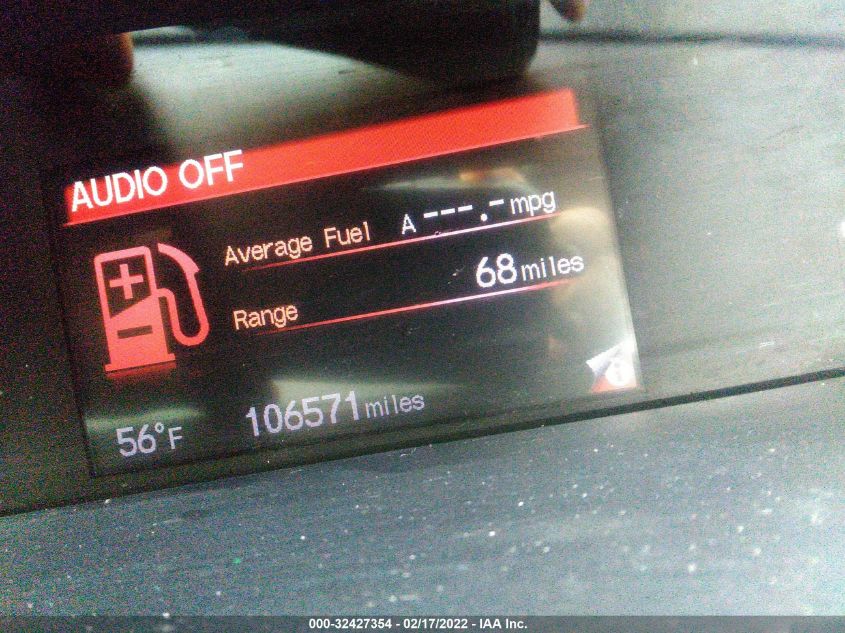 AUDIO OFF
Average Fuel A ---.- mpg
68 miles
Range
56°F 106571 miles
i
000-32427354 - 02/17/2022 - IAA Inc.